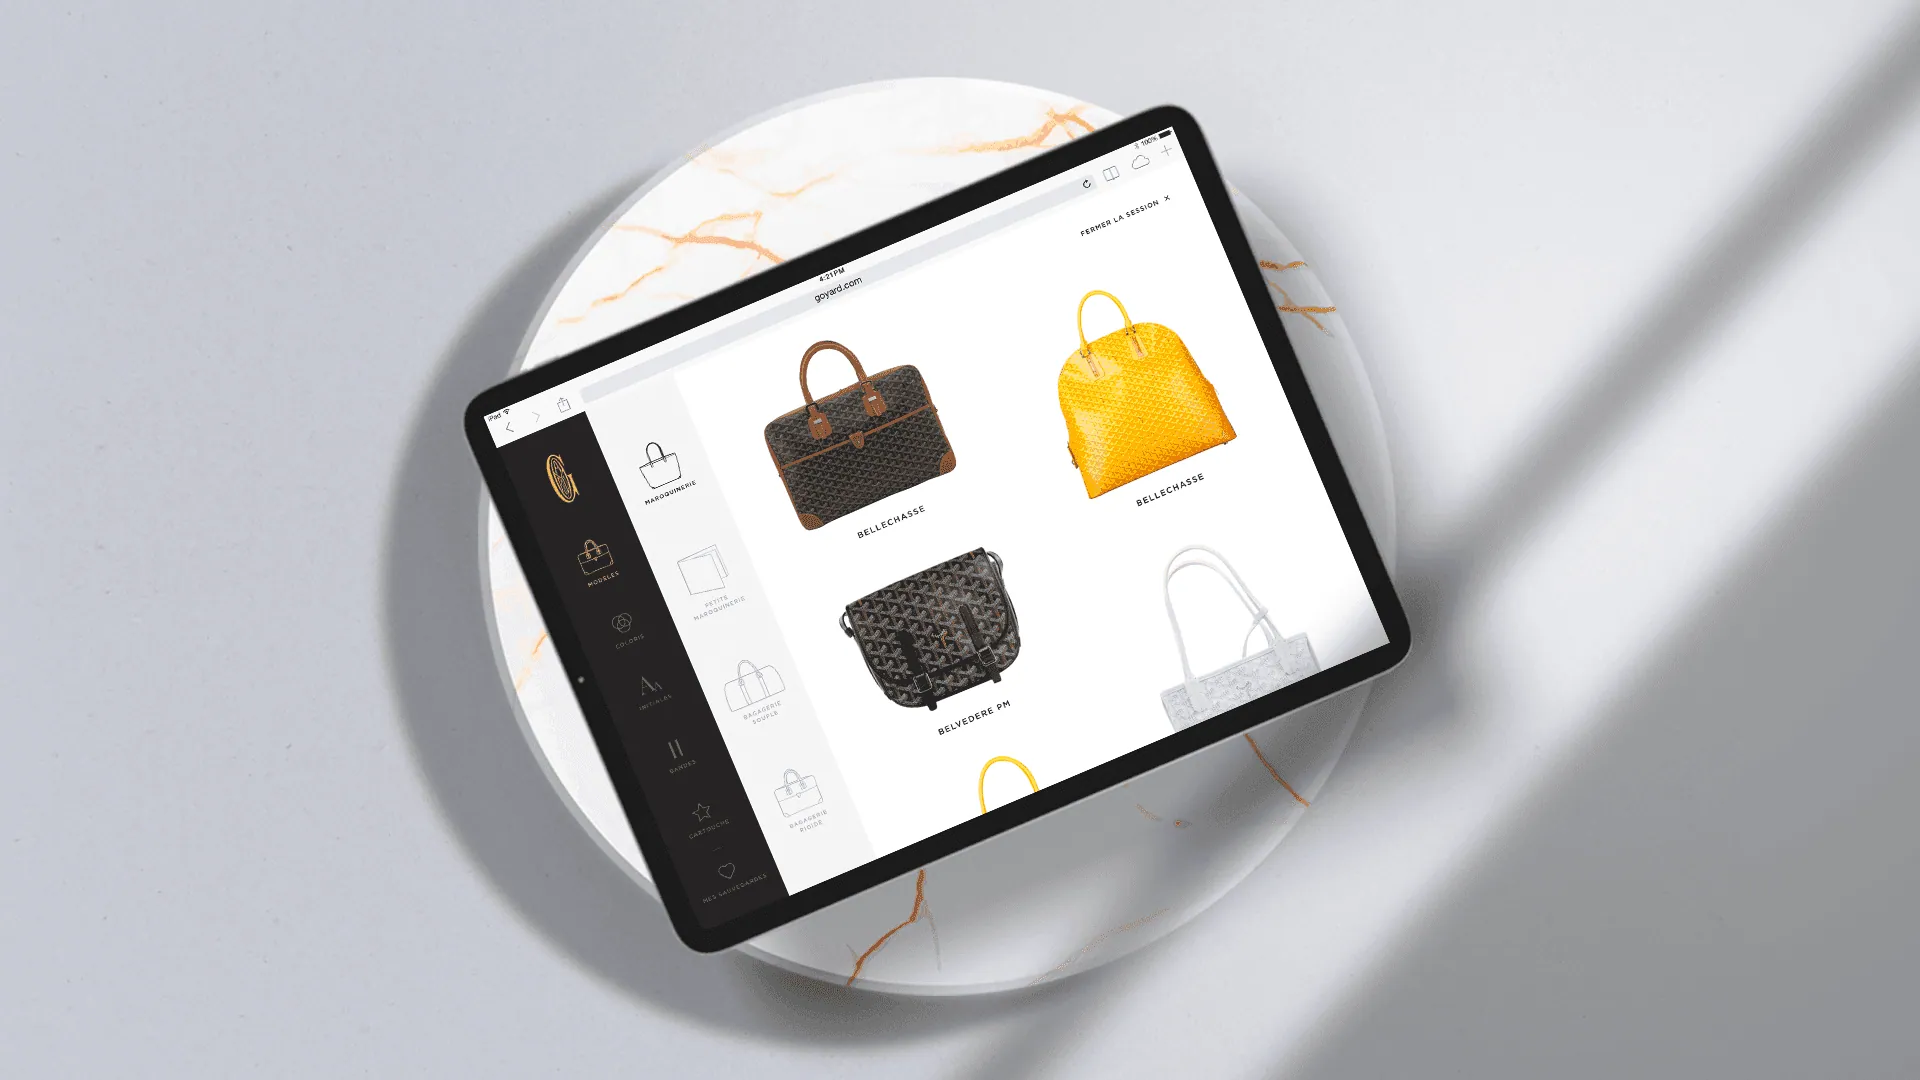 iPad
4:21 PM
100%
goyard.com
FERMER LA SESSION ×
G
MODELES
COLORIS
INITIALES
BANDES
CARTOUCHE
MES SAUVEGARDES
MAROQUINERIE
PETITE
MAROQUINERIE
BAGAGERIE
SOUPLE
BAGAGERIE
RIGIDE
BELLECHASSE
BELLECHASSE
BELVEDERE PM